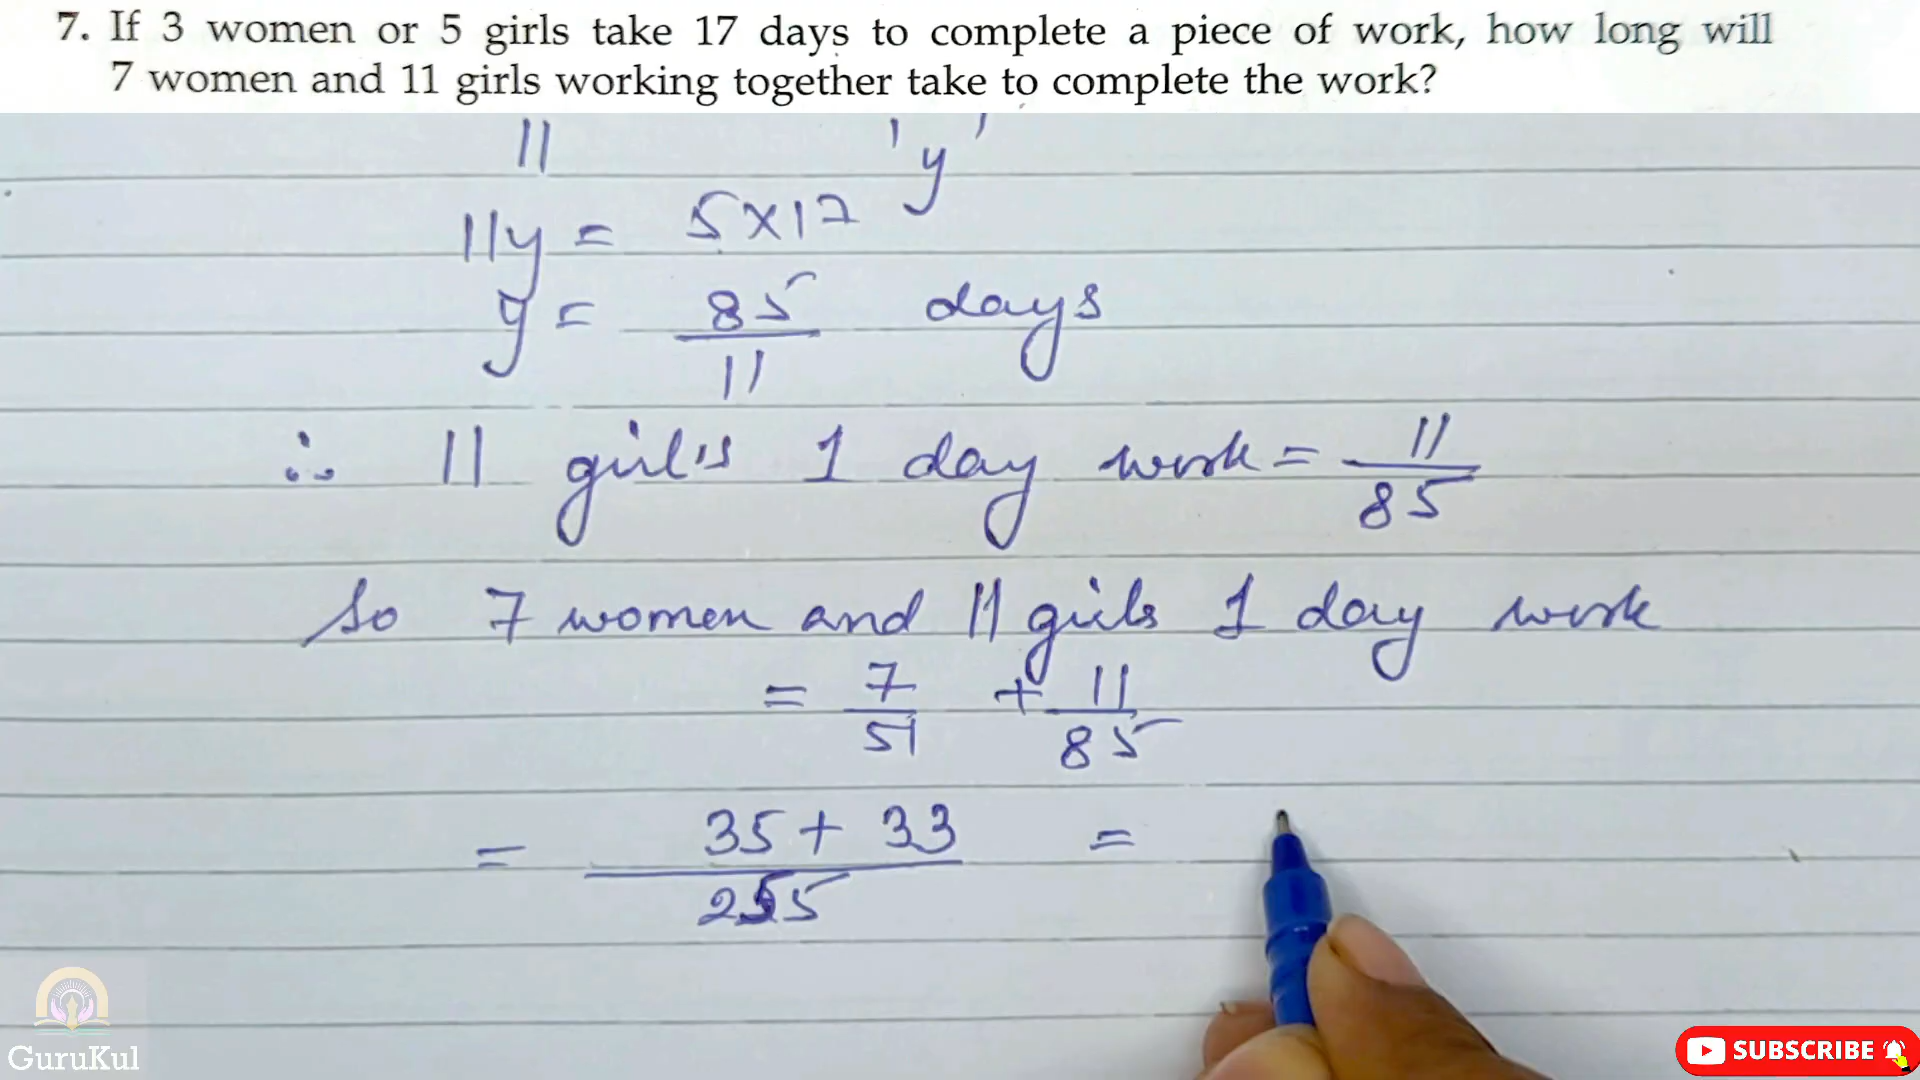 7. If 3 women or 5 girls take 17 days to complete a piece of work, how long will
7 women and 11 girls working together take to complete the work?
11 'y'
11y = 5×17
y = 85/11 days
∴ 11 girl's 1 day work = 11/85
So 7 women and 11 girls 1 day work
= 7/51 + 11/85
= 35 + 33/255 =
GuruKul
SUBSCRIBE